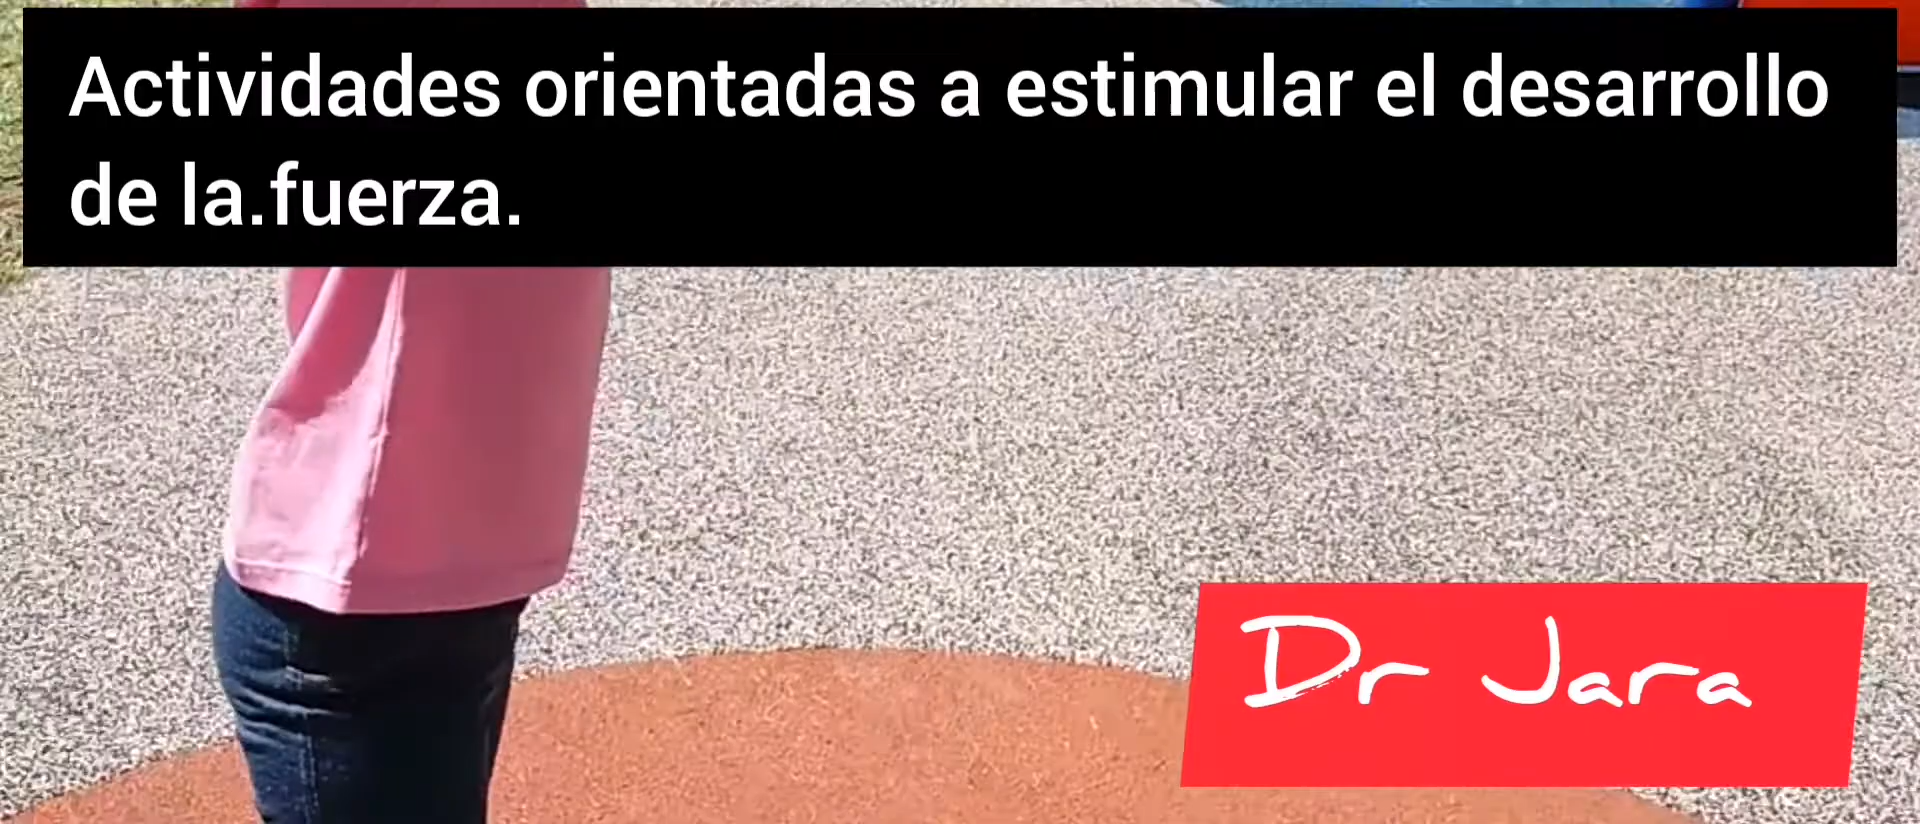 Actividades orientadas a estimular el desarrollo
de la.fuerza.
Dr Jara